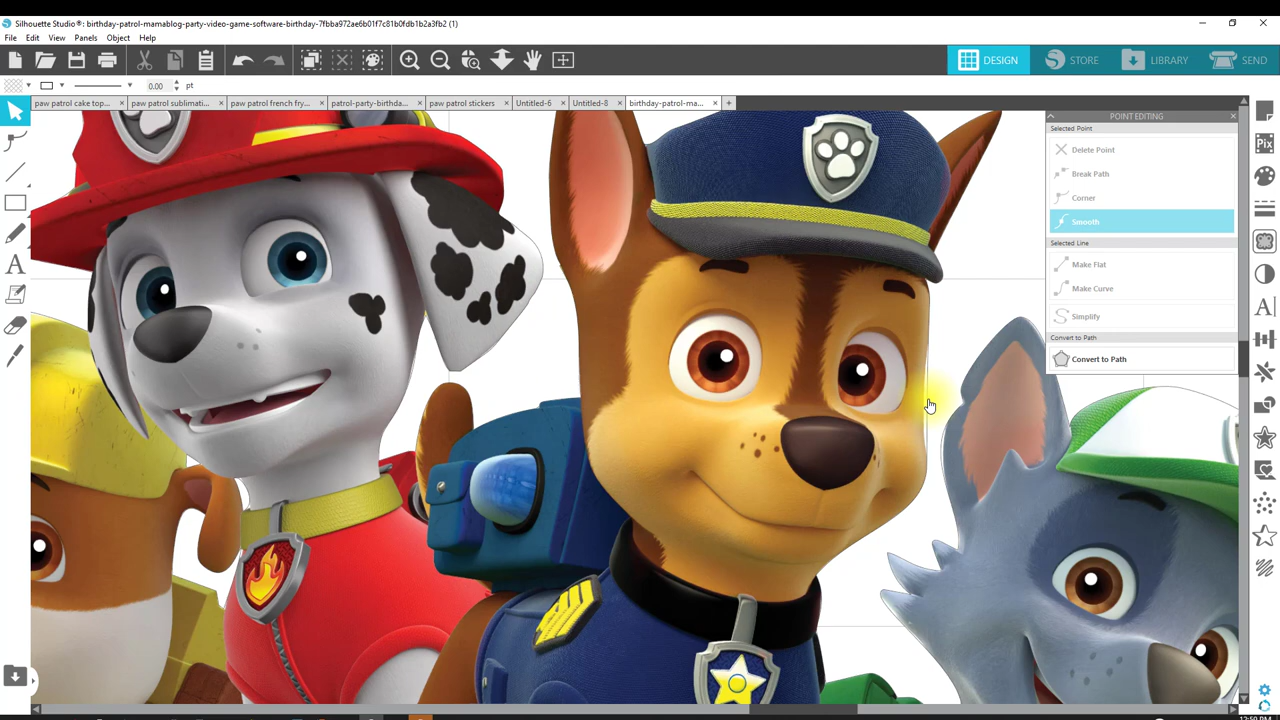 Silhouette Studio®: birthday-patrol-mamablog-party-video-game-software-birthday-7fbba972ae6b01f7c81b0fdb1b2a3fb2 (1)
File Edit View Panels Object Help
DESIGN STORE LIBRARY SEND
0.00 pt
paw patrol cake top... paw patrol sublimati... paw patrol french fry... patrol-party-birthda... paw patrol stickers Untitled-6 Untitled-8 birthday-patrol-ma...
POINT EDITING
Selected Point
Delete Point
Break Path
Corner
Smooth
Selected Line
Make Flat
Make Curve
Simplify
Convert to Path
Convert to Path
Pix